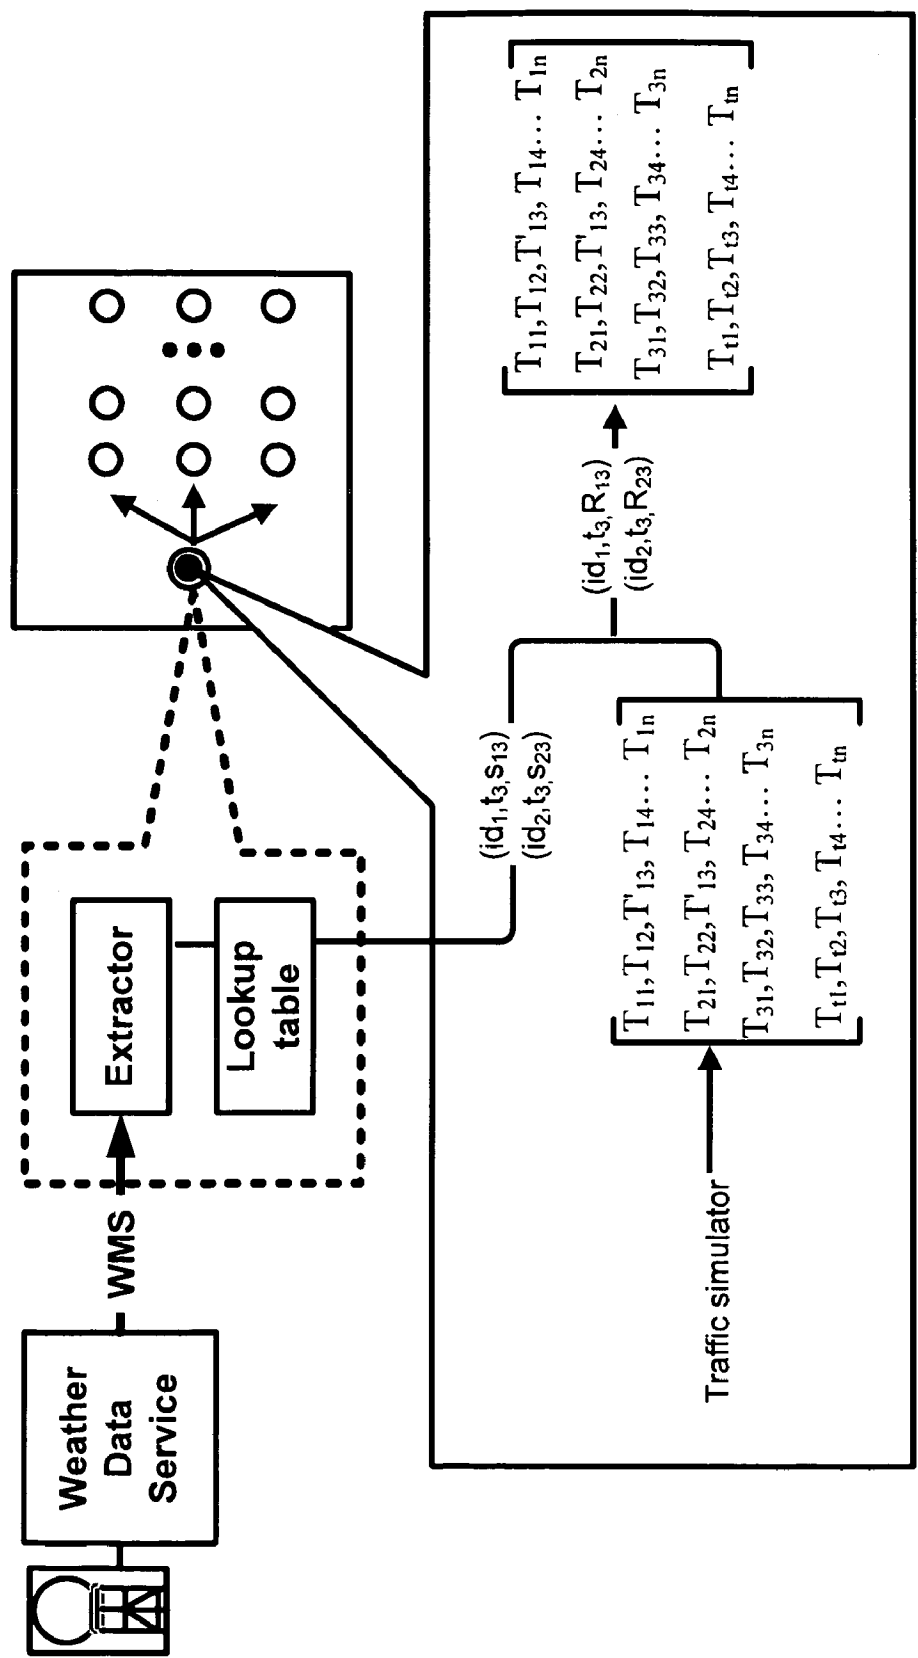 Weather
Data
Service
WMS
Extractor
Lookup
table
(id1,t3,s13)
(id2,t3,s23)
Traffic simulator
T11,T12,T'13, T14... T1n
T21,T22,T'13, T24... T2n
T31,T32,T33, T34... T3n
Tt1,Tt2,Tt3, Tt4... Ttn
(id1,t3,R13)
(id2,t3,R23)
T11,T12,T'13, T14... T1n
T21,T22,T'13, T24... T2n
T31,T32,T33, T34... T3n
Tt1,Tt2,Tt3, Tt4... Ttn